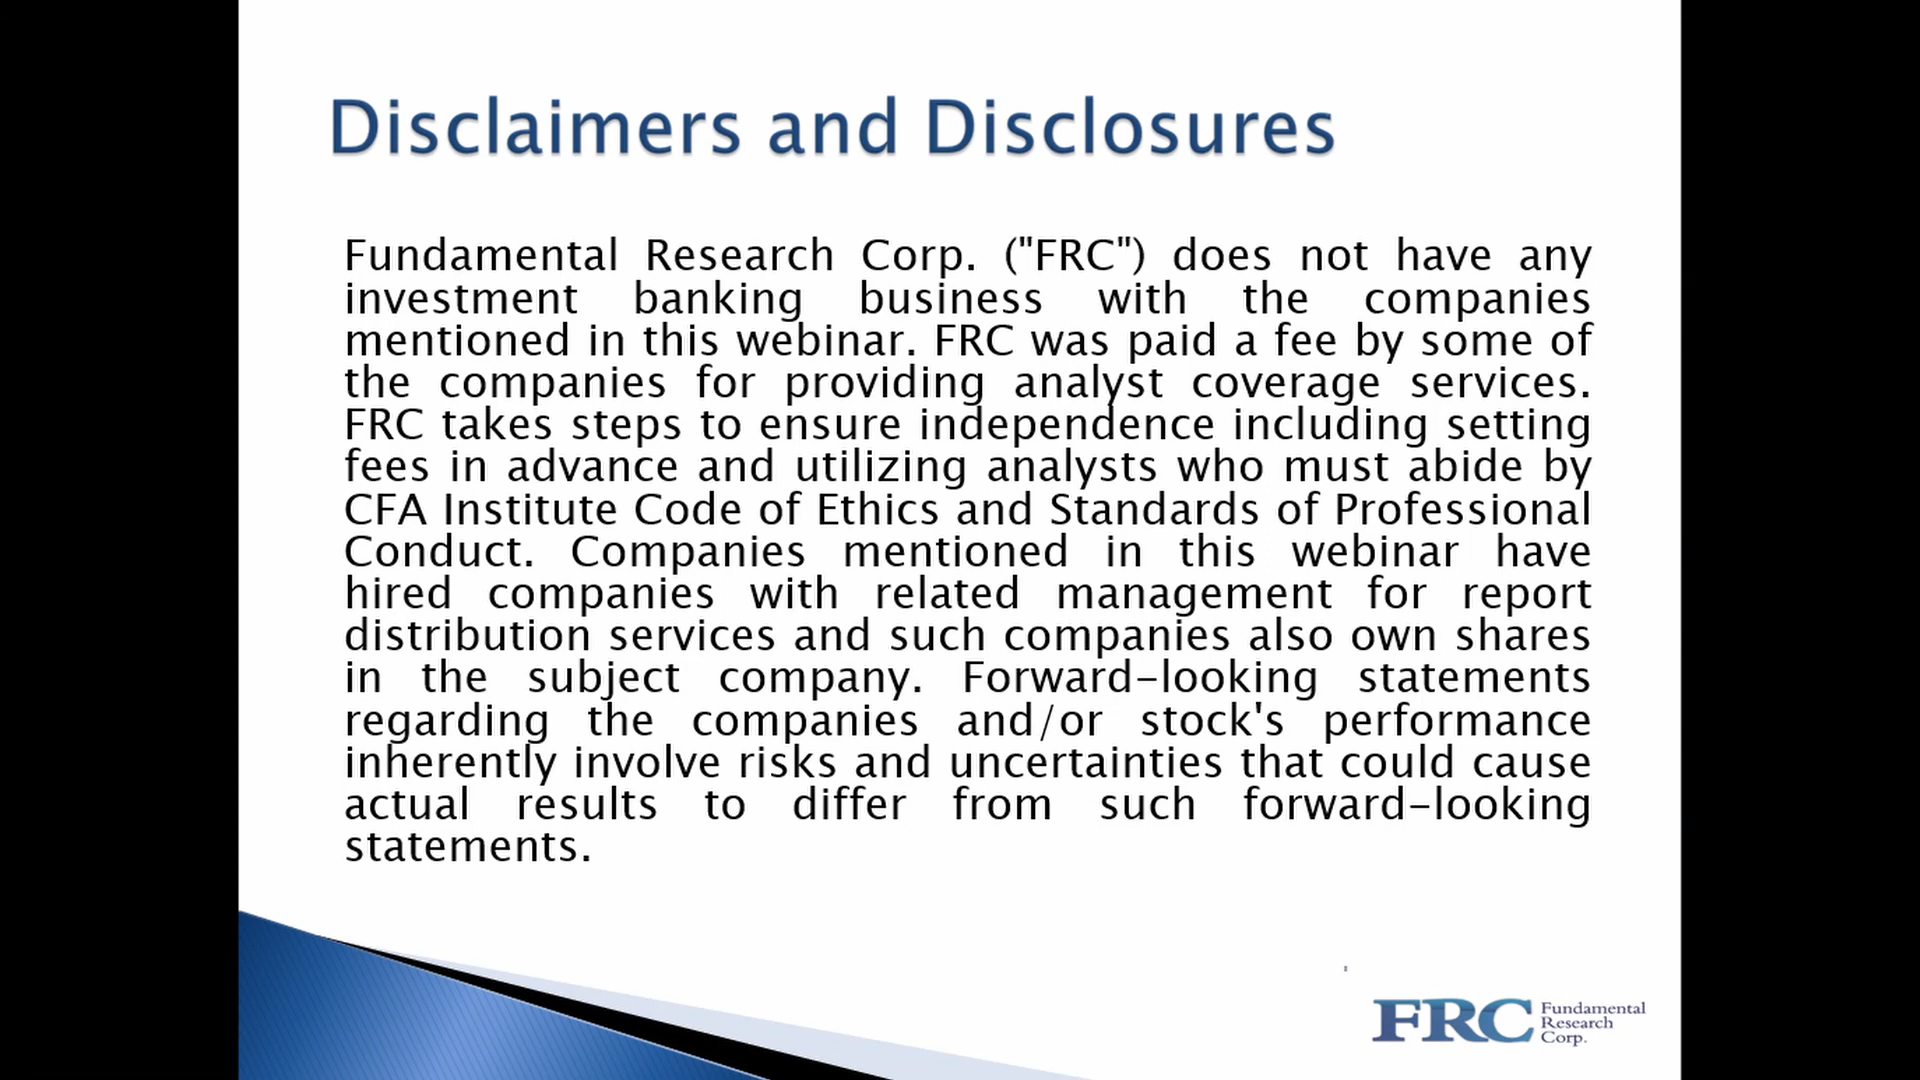 Disclaimers and Disclosures
Fundamental Research Corp. ("FRC") does not have any
investment banking business with the companies
mentioned in this webinar. FRC was paid a fee by some of
the companies for providing analyst coverage services.
FRC takes steps to ensure independence including setting
fees in advance and utilizing analysts who must abide by
CFA Institute Code of Ethics and Standards of Professional
Conduct. Companies mentioned in this webinar have
hired companies with related management for report
distribution services and such companies also own shares
in the subject company. Forward-looking statements
regarding the companies and/or stock's performance
inherently involve risks and uncertainties that could cause
actual results to differ from such forward-looking
statements.
FRC
Fundamental
Research
Corp.